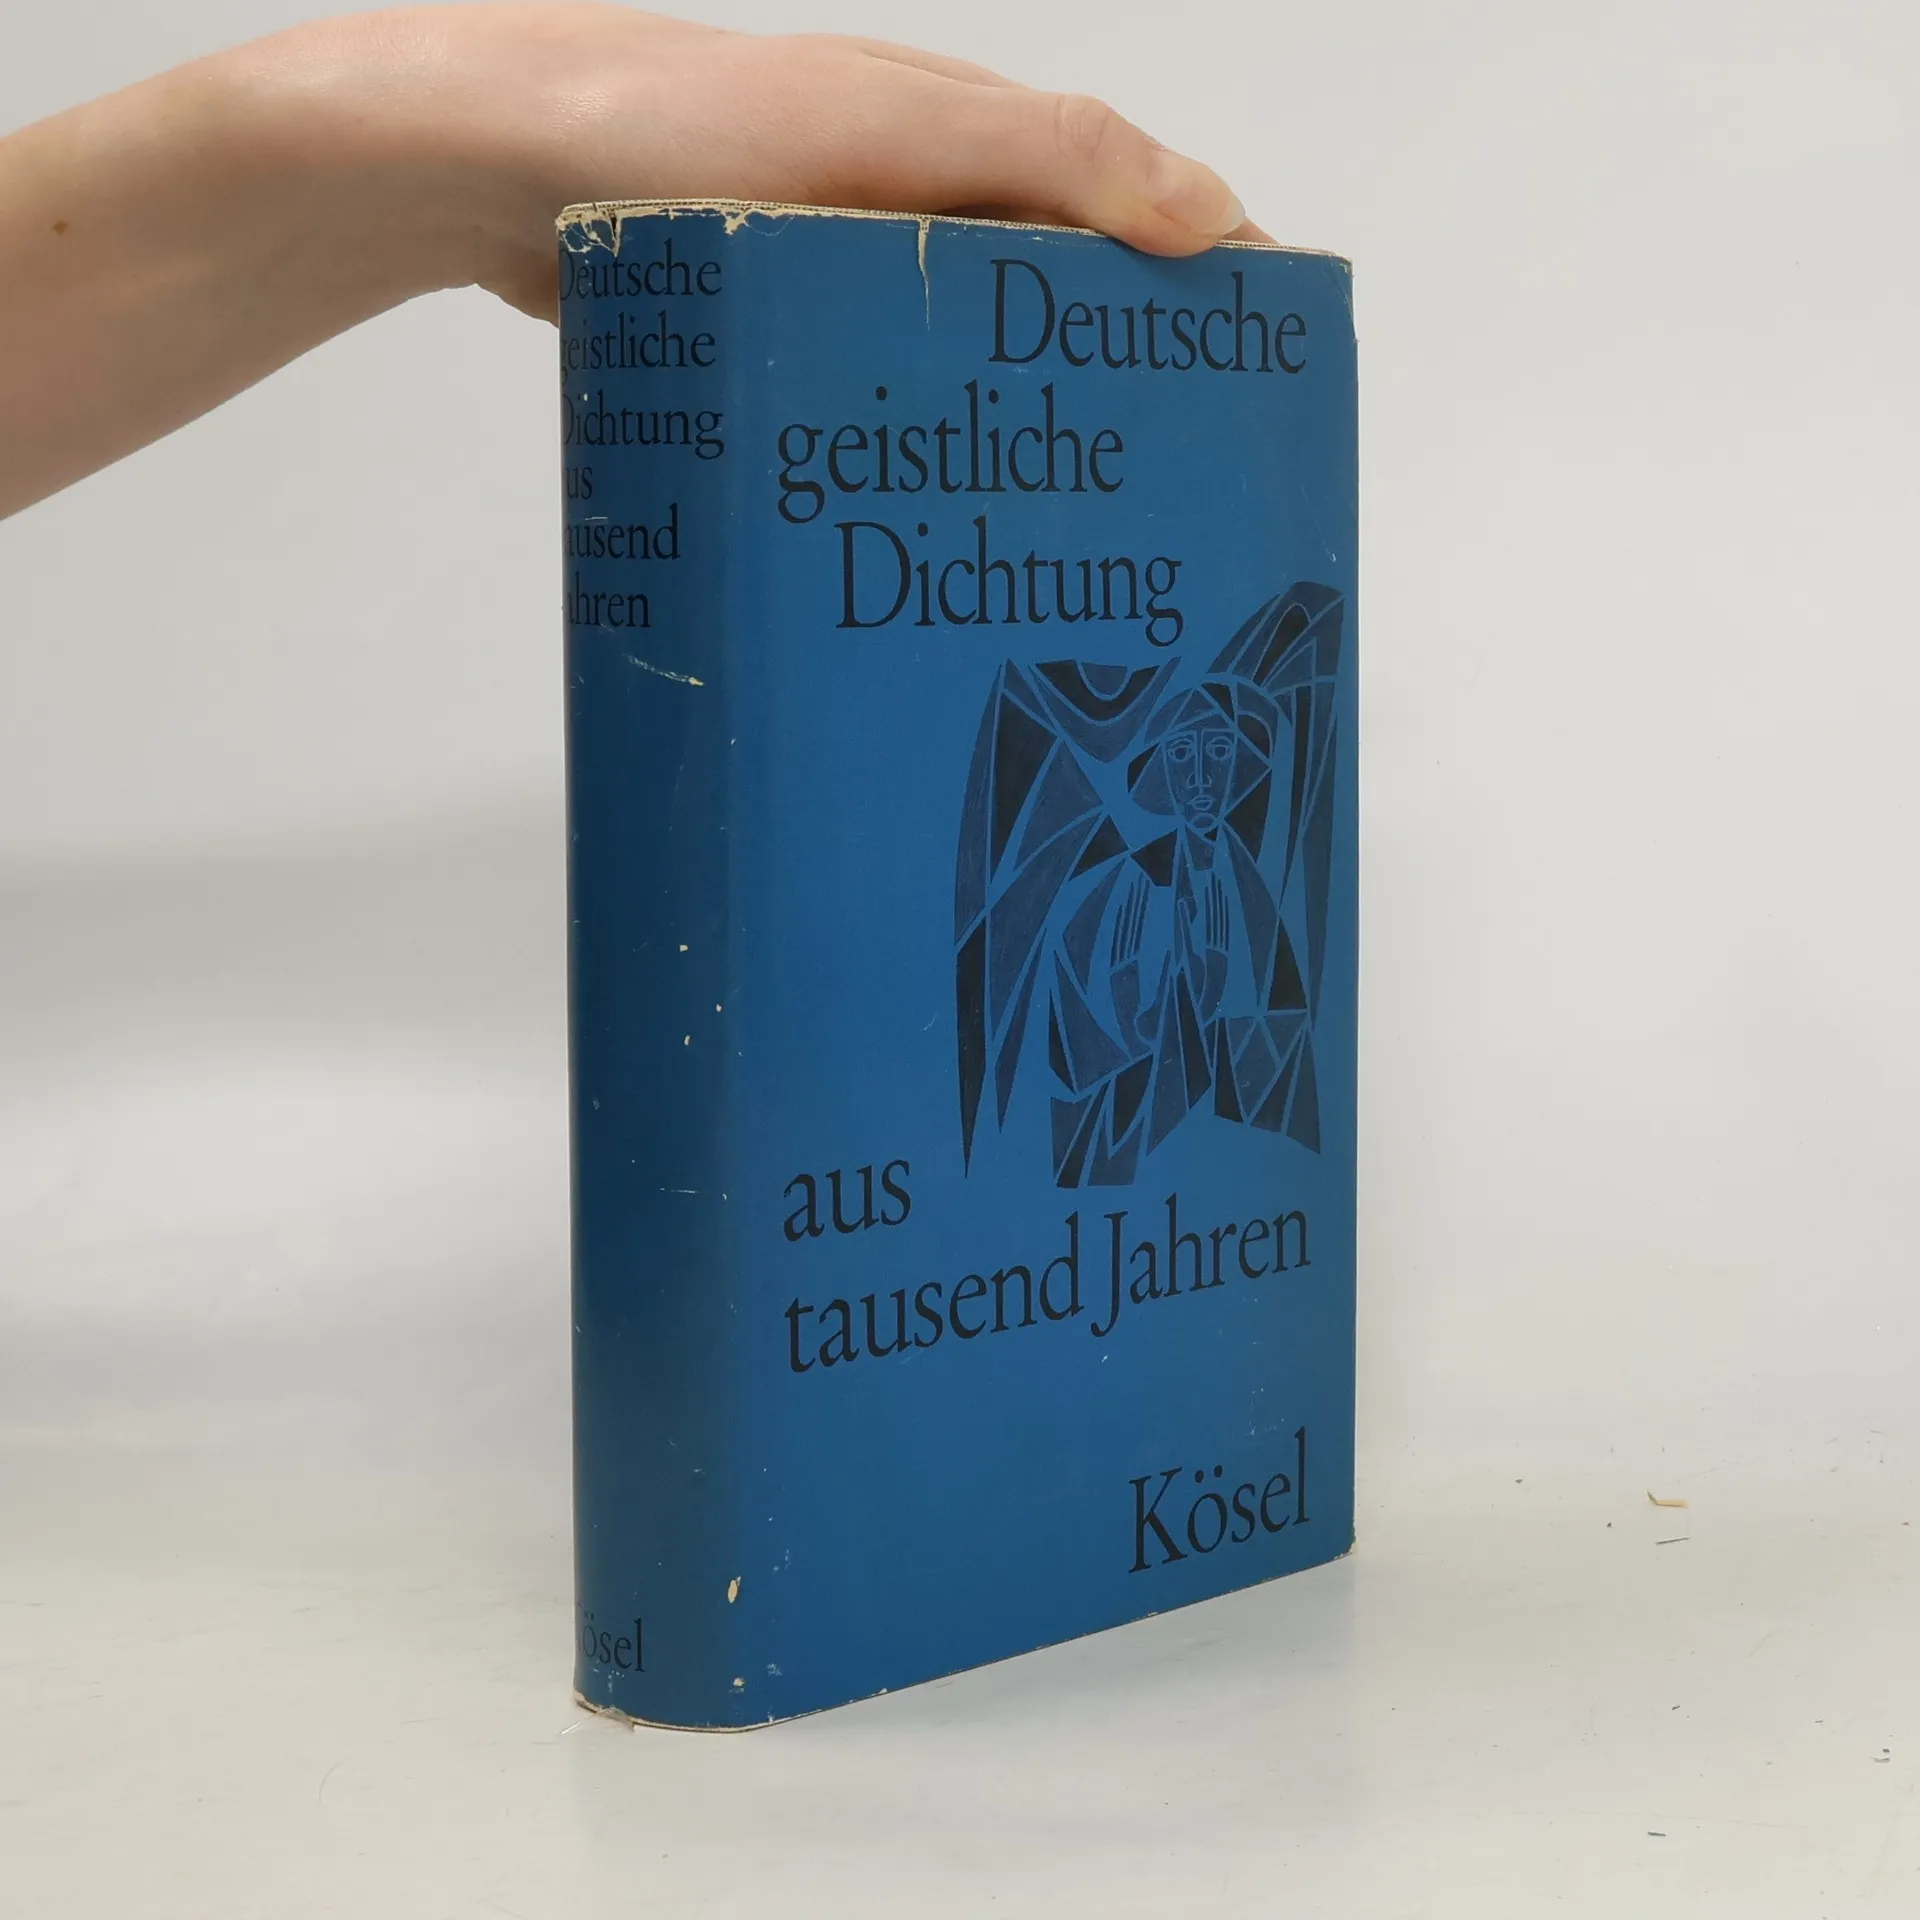 Deutsche
geistliche
Dichtung
aus
tausend
Jahren
Kösel
Deutsche
geistliche
Dichtung
aus
tausend Jahren
Kösel